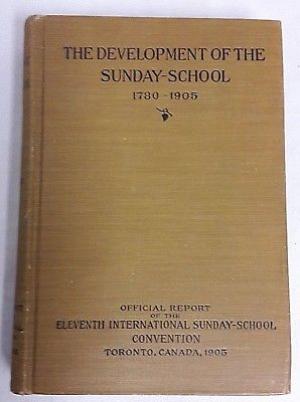 THE DEVELOPMENT OF THE
SUNDAY-SCHOOL
1780-1905
OFFICIAL REPORT
OF THE
ELEVENTH INTERNATIONAL SUNDAY-SCHOOL
CONVENTION
TORONTO, CANADA, 1905